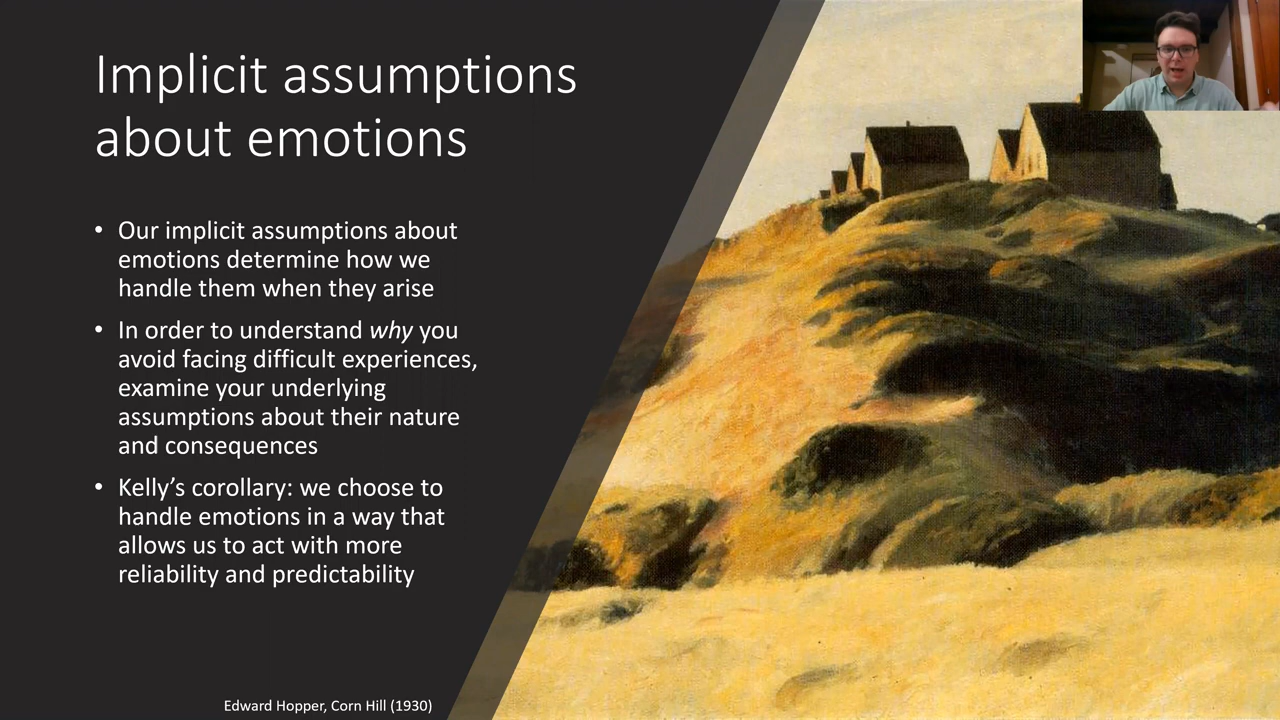 Implicit assumptions
about emotions
• Our implicit assumptions about
emotions determine how we
handle them when they arise
• In order to understand why you
avoid facing difficult experiences,
examine your underlying
assumptions about their nature
and consequences
• Kelly’s corollary: we choose to
handle emotions in a way that
allows us to act with more
reliability and predictability
Edward Hopper, Corn Hill (1930)